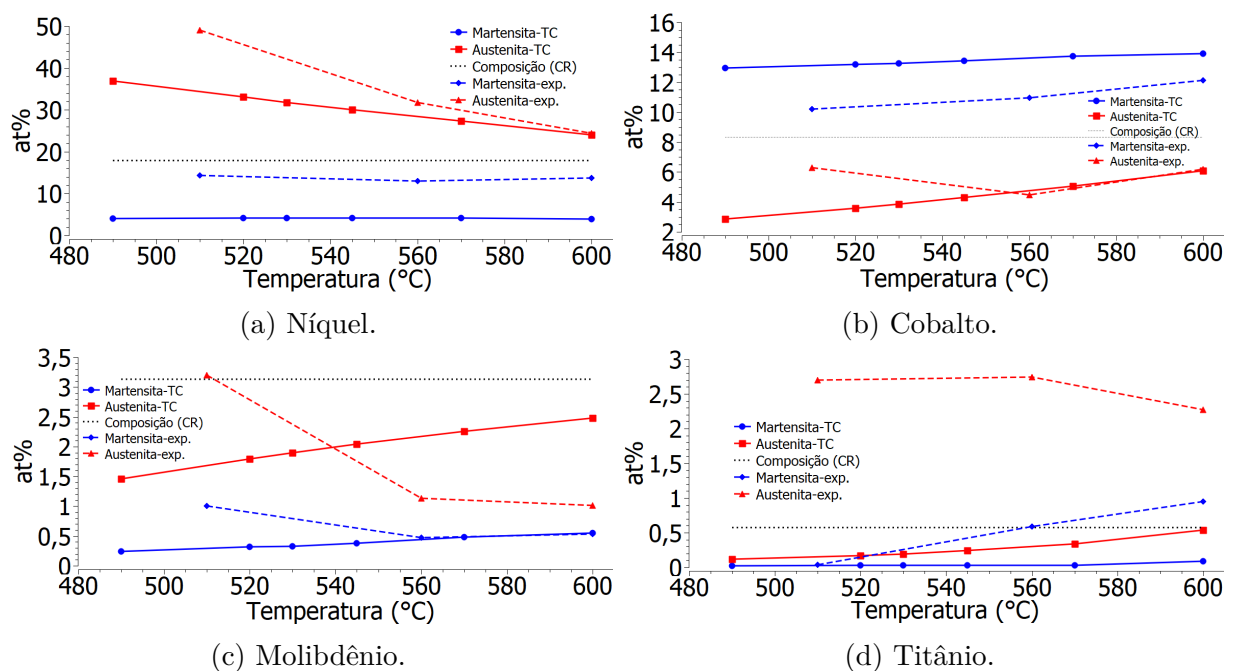 50
40
30
20
10
0
at%
480 500 520 540 560 580 600
Temperatura (°C)
Martensita-TC
Austenita-TC
Composição (CR)
Martensita-exp.
Austenita-exp.
(a) Níquel.
16
14
12
10
8
6
4
2
at%
480 500 520 540 560 580 600
Temperatura (°C)
Martensita-TC
Austenita-TC
Composição (CR)
Martensita-exp.
Austenita-exp.
(b) Cobalto.
3,5
3
2,5
2
1,5
1
0,5
0
at%
480 500 520 540 560 580 600
Temperatura (°C)
Martensita-TC
Austenita-TC
Composição (CR)
Martensita-exp.
Austenita-exp.
(c) Molibdênio.
3
2,5
2
1,5
1
0,5
0
at%
480 500 520 540 560 580 600
Temperatura (°C)
Martensita-TC
Austenita-TC
Composição (CR)
Martensita-exp.
Austenita-exp.
(d) Titânio.